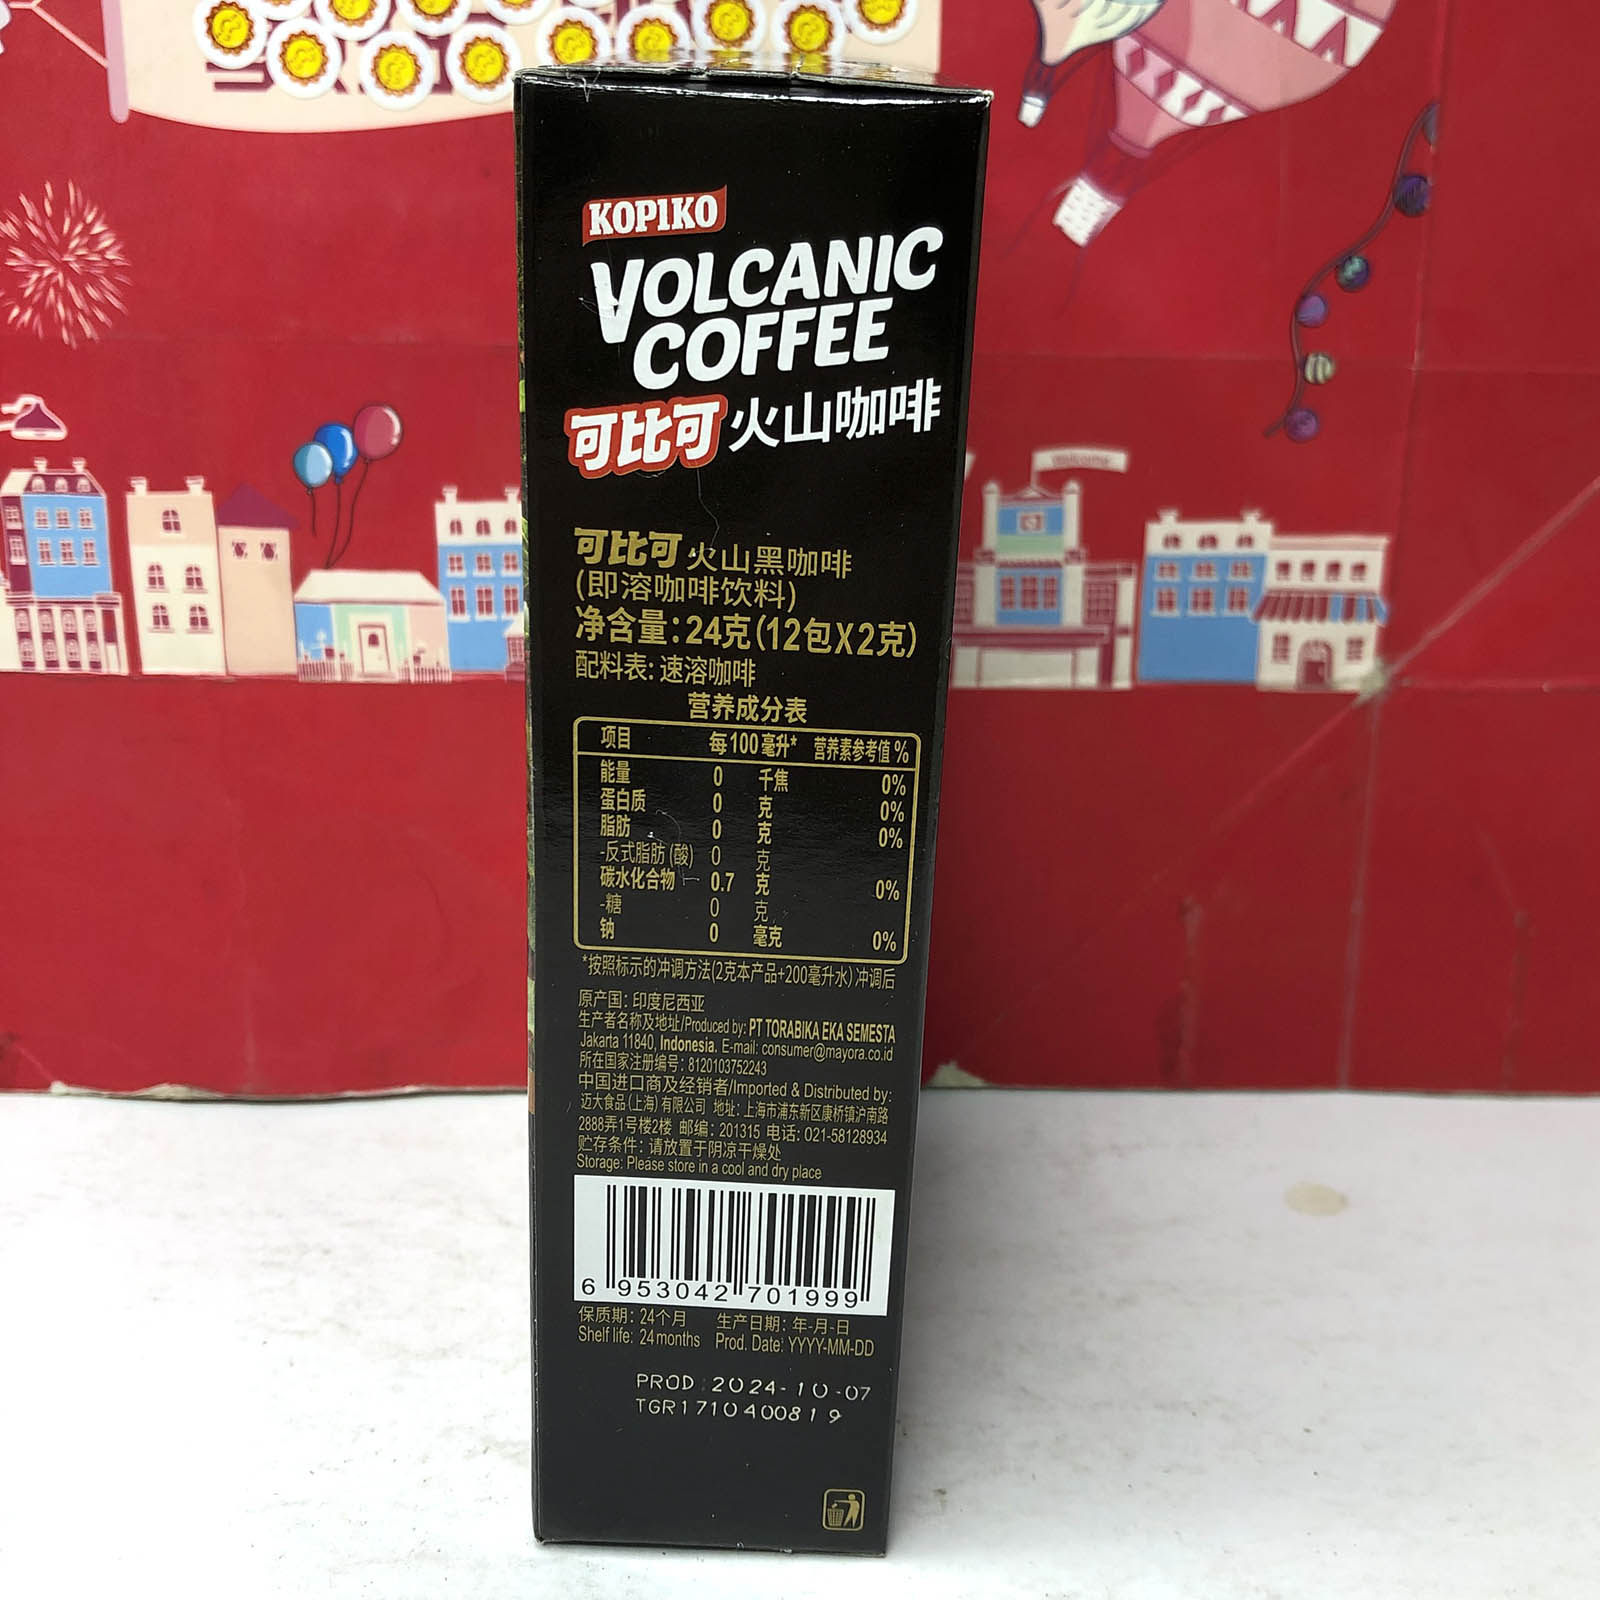 Welcome
KOPIKO
VOLCANIC
COFFEE
可比可火山咖啡
可比可火山黑咖啡
(即溶咖啡饮料)
净含量:24克(12包X2克)
配料表: 速溶咖啡
营养成分表
项目 每100毫升* 营养素参考值%
能量 0 千焦 0%
蛋白质 0 克 0%
脂肪 0 克 0%
-反式脂肪(酸) 0 克
碳水化合物 0.7 克 0%
-糖 0 克
钠 0 毫克 0%
*按照标示的冲调方法(2克本产品+200毫升水)冲调后
原产国: 印度尼西亚
生产者名称及地址/Produced by: PT TORABIKA EKA SEMESTA
Jakarta 11840, Indonesia. E-mail: consumer@mayora.co.id
所在国家注册编号: 8120103752243
中国进口商及经销者/Imported & Distributed by:
迈大食品(上海)有限公司 地址: 上海市浦东新区康桥镇沪南路
2888弄1号楼2楼 邮编: 201315 电话: 021-58128934
贮存条件: 请放置于阴凉干燥处
Storage: Please store in a cool and dry place
6 953042 701999
保质期: 24个月 生产日期: 年-月-日
Shelf life: 24 months Prod. Date: YYYY-MM-DD
PROD 2024-10-07
TGR1710400819